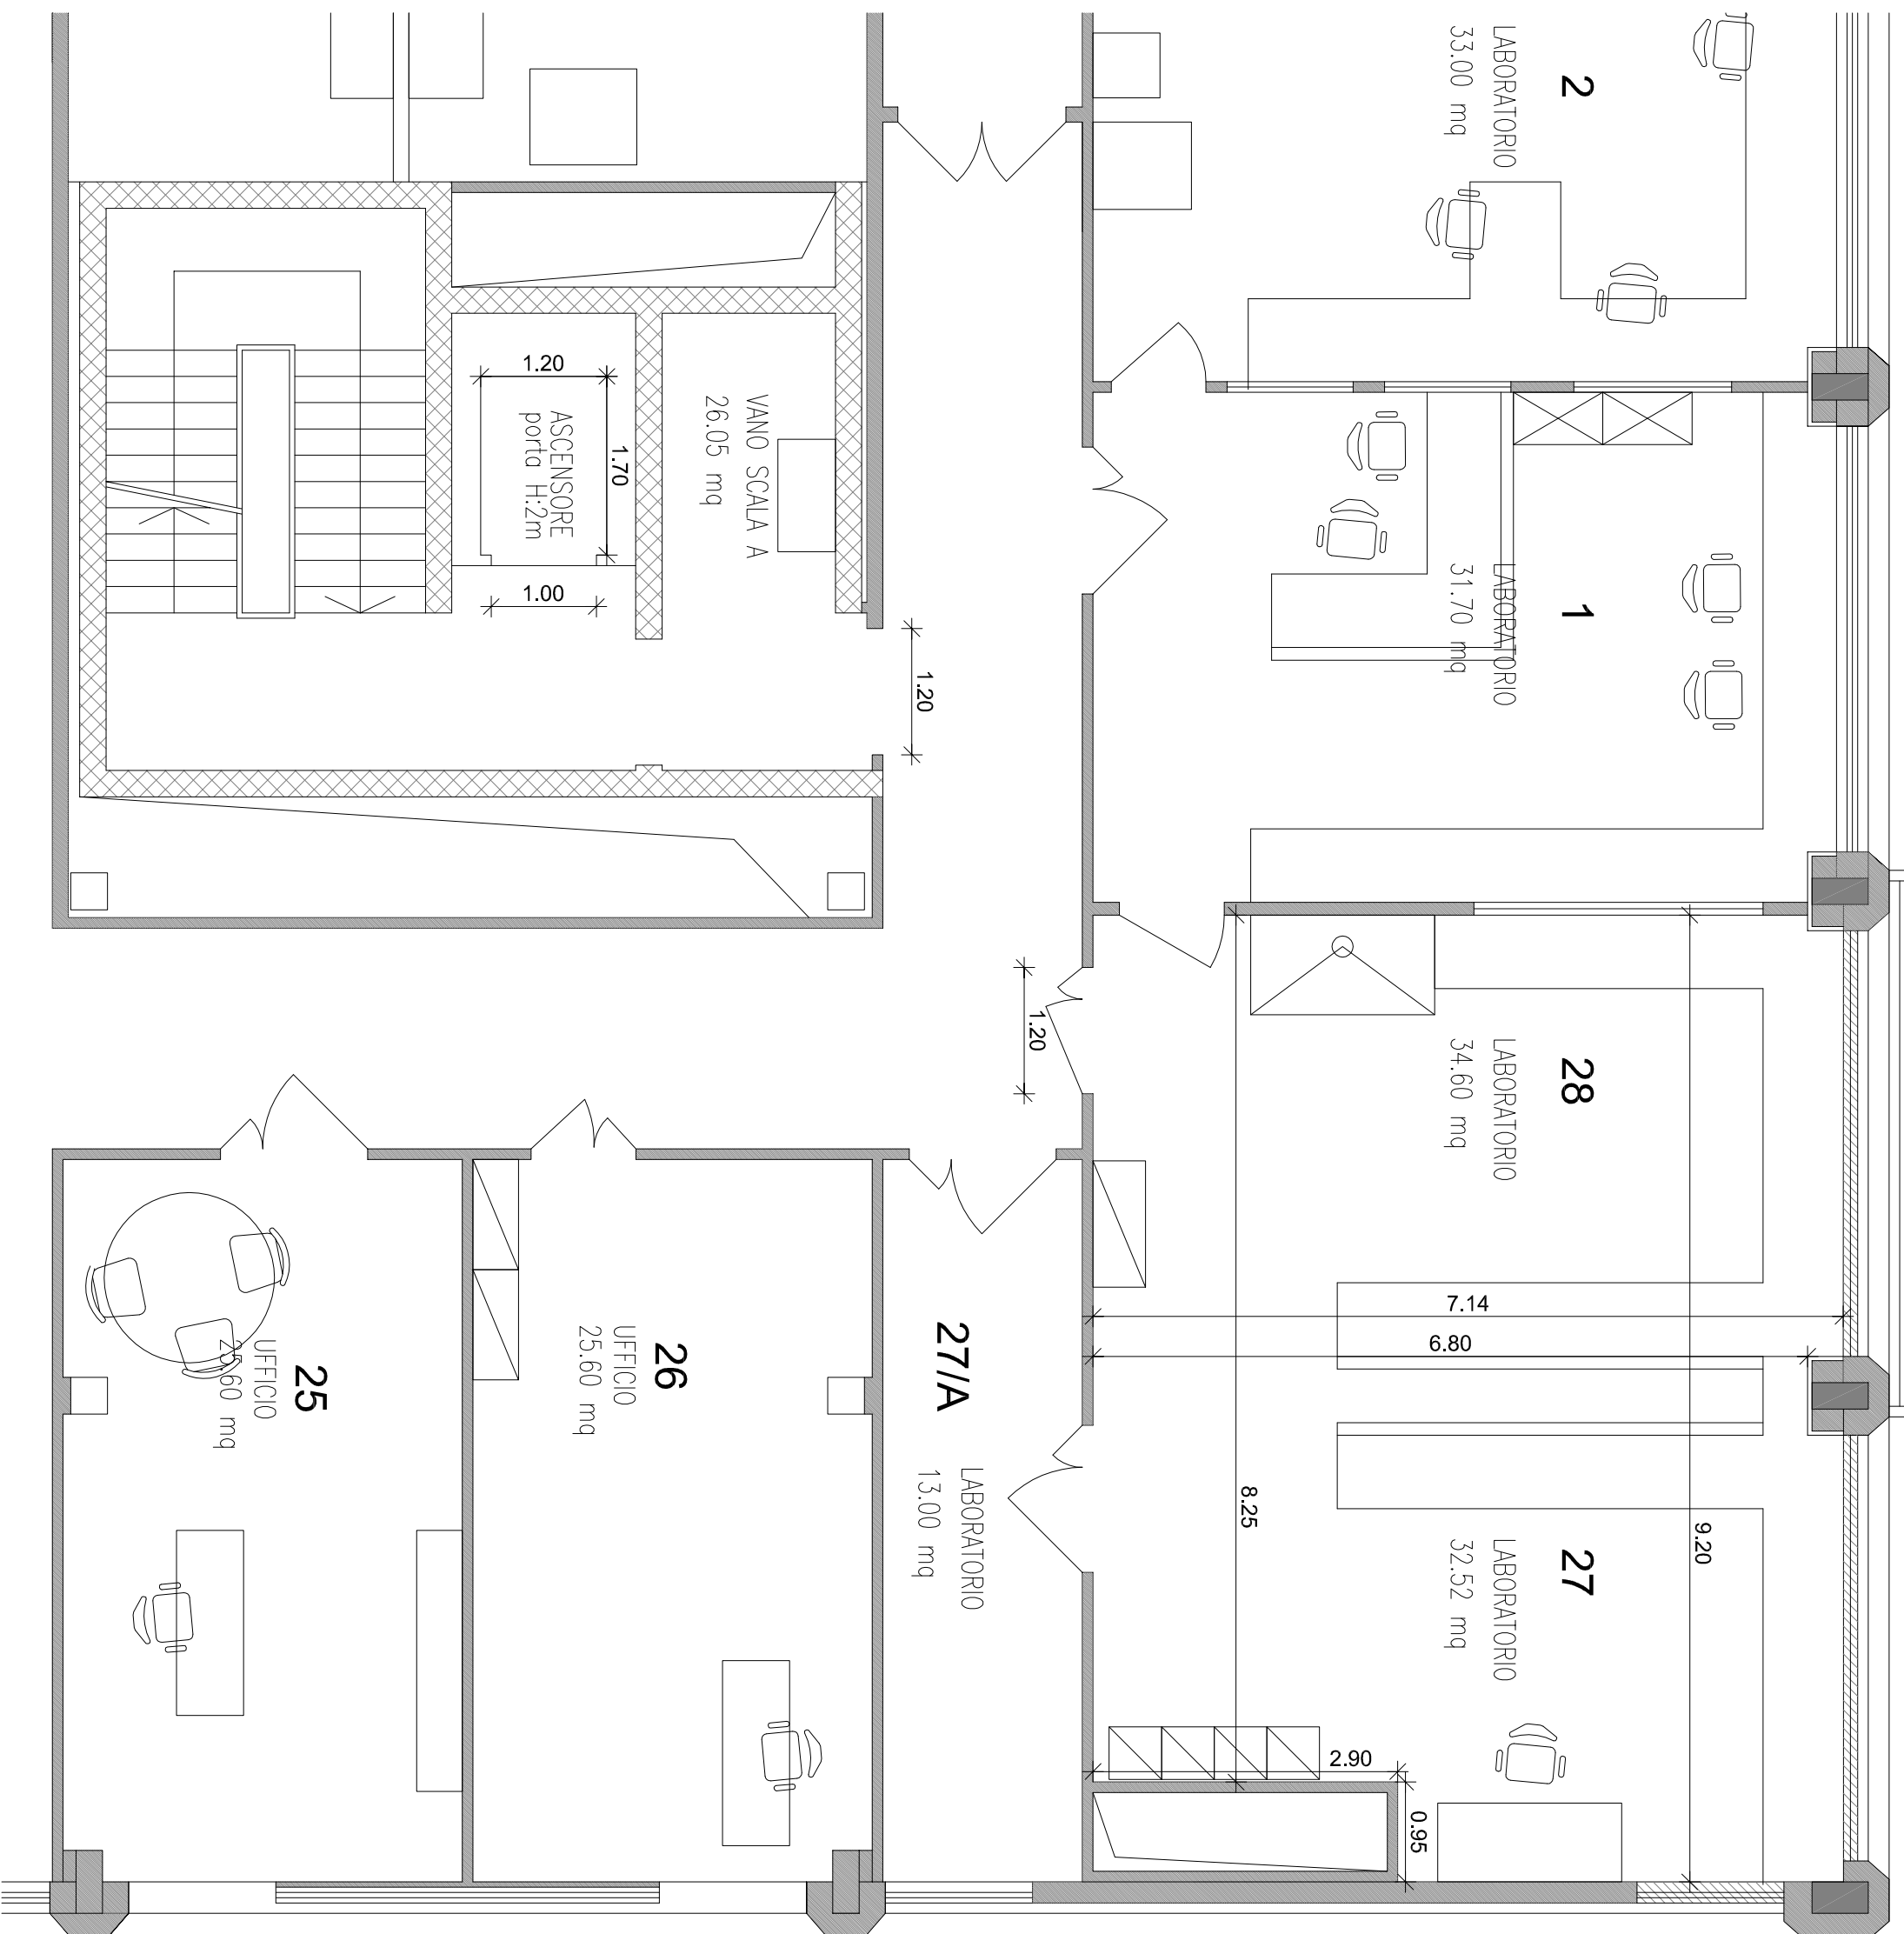 2
LABORATORIO
33.00 mq
1.20
1.70
ASCENSORE
porta H:2m
1.00
VANO SCALA A
26.05 mq
1.20
1
LABORATORIO
31.70 mq
1.20
28
LABORATORIO
34.60 mq
7.14
6.80
8.25
9.20
27
LABORATORIO
32.52 mq
2.90
0.95
27/A
LABORATORIO
13.00 mq
26
UFFICIO
25.60 mq
25
UFFICIO
25.60 mq